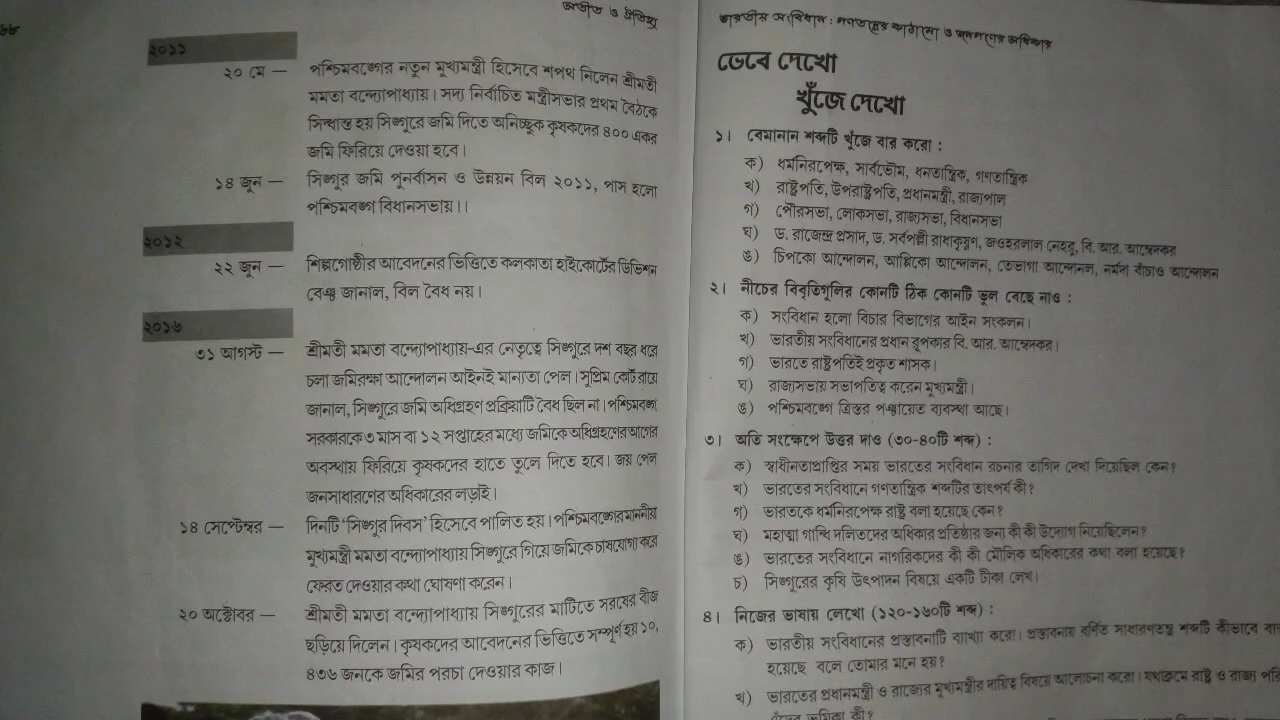 ৮৮
অতীত ও ঐতিহ্য
২০১১
২০ মে — পশ্চিমবঙ্গের নতুন মুখ্যমন্ত্রী হিসেবে শপথ নিলেন শ্রীমতী
মমতা বন্দ্যোপাধ্যায়। সদ্য নির্বাচিত মন্ত্রীসভার প্রথম বৈঠকে
সিদ্ধান্ত হয় সিঙ্গুরে জমি দিতে অনিচ্ছুক কৃষকদের ৪০০ একর
জমি ফিরিয়ে দেওয়া হবে।
১৪ জুন — সিঙ্গুর জমি পুনর্বাসন ও উন্নয়ন বিল ২০১১, পাস হলো
পশ্চিমবঙ্গ বিধানসভায়।।
২০১২
২২ জুন — শিল্পগোষ্ঠীর আবেদনের ভিত্তিতে কলকাতা হাইকোর্টের ডিভিশন
বেঞ্চ জানাল, বিল বৈধ নয়।
২০১৬
৩১ আগস্ট — শ্রীমতী মমতা বন্দ্যোপাধ্যায়-এর নেতৃত্বে সিঙ্গুরে দশ বছর ধরে
চলা জমিরক্ষা আন্দোলন আইনই মান্যতা পেল। সুপ্রিম কোর্ট রায়ে
জানাল, সিঙ্গুরে জমি অধিগ্রহণ প্রক্রিয়াটি বৈধ ছিল না। পশ্চিমবঙ্গ
সরকারকে ৩ মাস বা ১২ সপ্তাহের মধ্যে জমিকে অধিগ্রহণের আগের
অবস্থায় ফিরিয়ে কৃষকদের হাতে তুলে দিতে হবে। জয় পেল
জনসাধারণের অধিকারের লড়াই।
১৪ সেপ্টেম্বর — দিনটি ‘সিঙ্গুর দিবস’ হিসেবে পালিত হয়। পশ্চিমবঙ্গের মাননীয়
মুখ্যমন্ত্রী মমতা বন্দ্যোপাধ্যায় সিঙ্গুরে গিয়ে জমিকে চাষযোগ্য করে
ফেরত দেওয়ার কথা ঘোষণা করেন।
২০ অক্টোবর — শ্রীমতী মমতা বন্দ্যোপাধ্যায় সিঙ্গুরের মাটিতে সরষের বীজ
ছড়িয়ে দিলেন। কৃষকদের আবেদনের ভিত্তিতে সম্পূর্ণ হয় ১০,
৪৩৬ জনকে জমির পরচা দেওয়ার কাজ।
ভারতীয় সংবিধান : গণতন্ত্রের কাঠামো ও জনগণের অধিকার
ভেবে দেখো
খুঁজে দেখো
১। বেমানান শব্দটি খুঁজে বার করো :
ক) ধর্মনিরপেক্ষ, সার্বভৌম, ধনতান্ত্রিক, গণতান্ত্রিক
খ) রাষ্ট্রপতি, উপরাষ্ট্রপতি, প্রধানমন্ত্রী, রাজ্যপাল
গ) পৌরসভা, লোকসভা, রাজ্যসভা, বিধানসভা
ঘ) ড. রাজেন্দ্র প্রসাদ, ড. সর্বপল্লী রাধাকৃষ্ণণ, জওহরলাল নেহরু, বি. আর. আম্বেদকর
ঙ) চিপকো আন্দোলন, আপ্পিকো আন্দোলন, তেভাগা আন্দোলন, নর্মদা বাঁচাও আন্দোলন
২। নীচের বিবৃতিগুলির কোনটি ঠিক কোনটি ভুল বেছে নাও :
ক) সংবিধান হলো বিচার বিভাগের আইন সংকলন।
খ) ভারতীয় সংবিধানের প্রধান রূপকার বি. আর. আম্বেদকর।
গ) ভারতে রাষ্ট্রপতিই প্রকৃত শাসক।
ঘ) রাজ্যসভায় সভাপতিত্ব করেন মুখ্যমন্ত্রী।
ঙ) পশ্চিমবঙ্গে ত্রিস্তর পঞ্চায়েত ব্যবস্থা আছে।
৩। অতি সংক্ষেপে উত্তর দাও (৩০-৪০টি শব্দ) :
ক) স্বাধীনতাপ্রাপ্তির সময় ভারতের সংবিধান রচনার তাগিদ দেখা দিয়েছিল কেন?
খ) ভারতের সংবিধানে গণতান্ত্রিক শব্দটির তাৎপর্য কী?
গ) ভারতকে ধর্মনিরপেক্ষ রাষ্ট্র বলা হয়েছে কেন?
ঘ) মহাত্মা গান্ধি দলিতদের অধিকার প্রতিষ্ঠার জন্য কী কী উদ্যোগ নিয়েছিলেন?
ঙ) ভারতের সংবিধানে নাগরিকদের কী কী মৌলিক অধিকারের কথা বলা হয়েছে?
চ) সিঙ্গুরের কৃষি উৎপাদন বিষয়ে একটি টীকা লেখ।
৪। নিজের ভাষায় লেখো (১২০-১৬০টি শব্দ) :
ক) ভারতীয় সংবিধানের প্রস্তাবনাটি ব্যাখ্যা করো। প্রস্তাবনায় বর্ণিত সাধারণতন্ত্র শব্দটি কীভাবে
হয়েছে বলে তোমার মনে হয়?
খ) ভারতের প্রধানমন্ত্রী ও রাজ্যের মুখ্যমন্ত্রীর দায়িত্ব বিষয়ে আলোচনা করো। যথাক্রমে রাষ্ট্র ও রাজ্য
ভূমিকা কী?